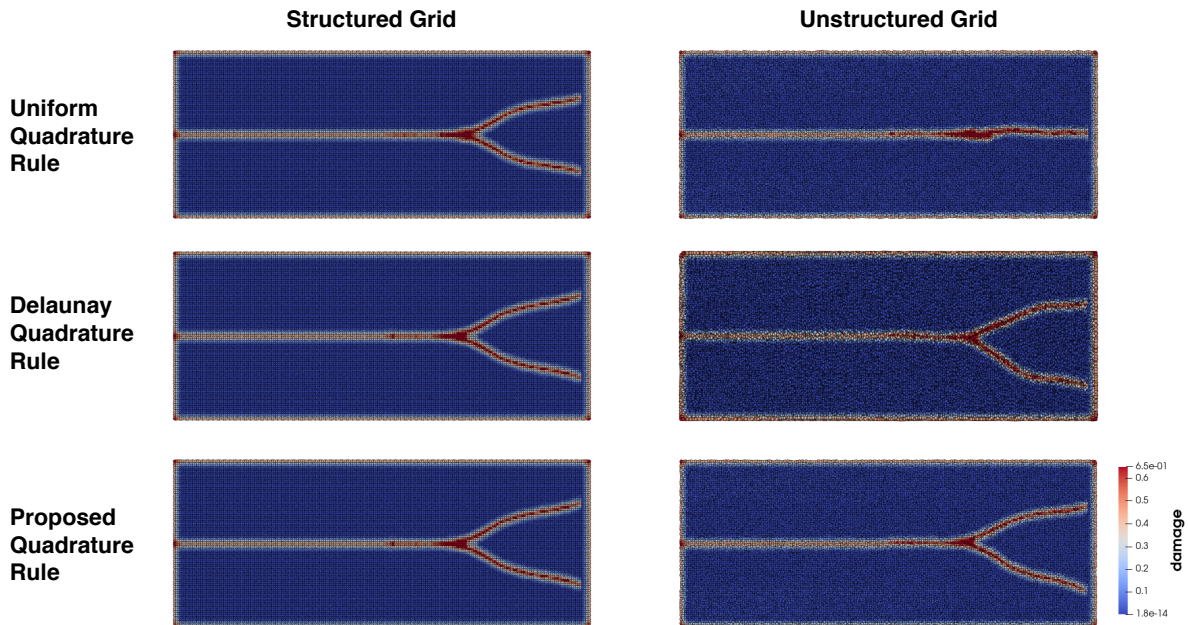 Structured Grid
Unstructured Grid
Uniform
Quadrature
Rule
Delaunay
Quadrature
Rule
Proposed
Quadrature
Rule
6.5e-01
0.6
0.5
0.4
0.3
0.2
0.1
1.8e-14
damage